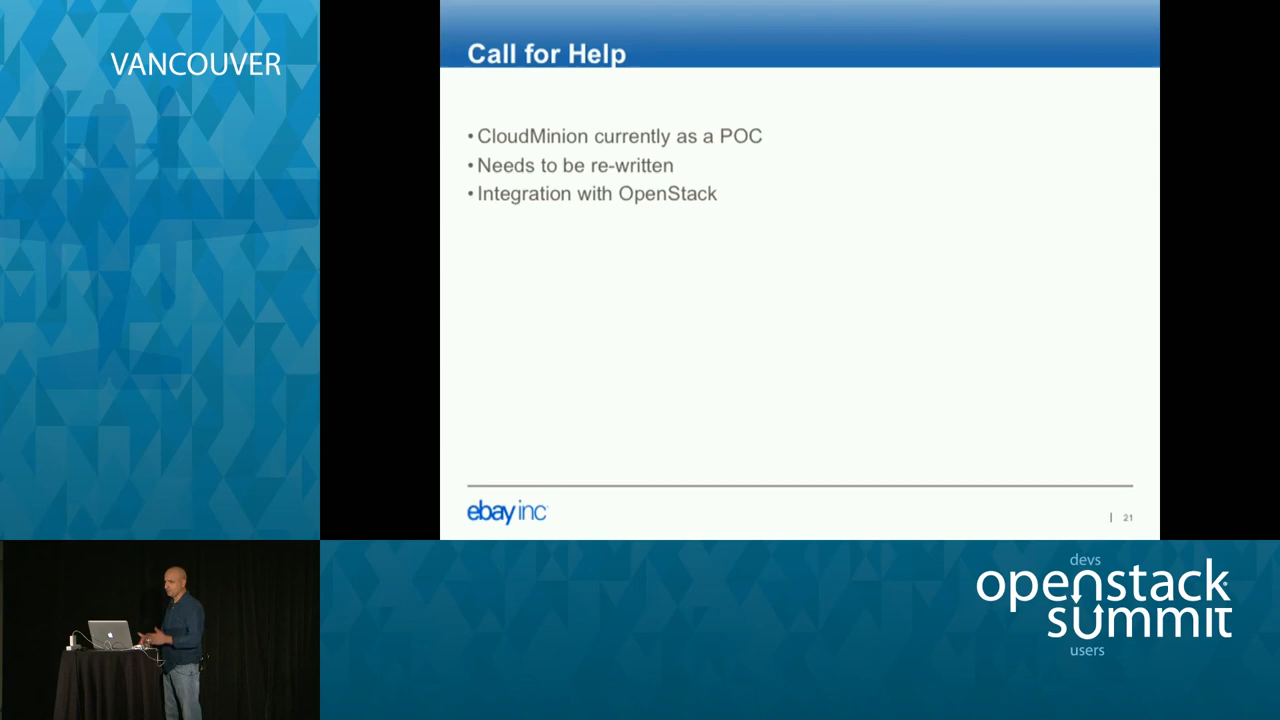 VANCOUVER
Call for Help
• CloudMinion currently as a POC
• Needs to be re-written
• Integration with OpenStack
ebay inc
| 21
devs
openstack
summit
users